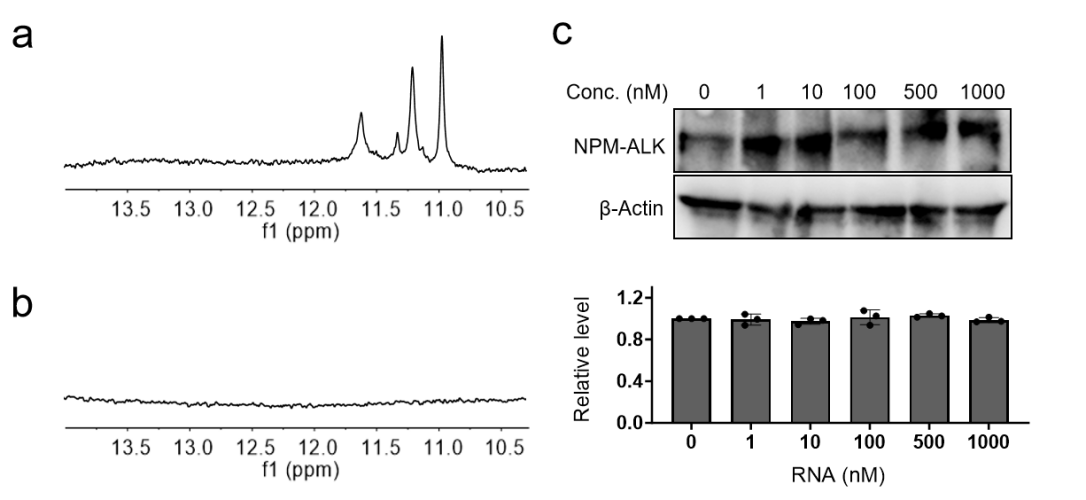 a
13.5 13.0 12.5 12.0 11.5 11.0 10.5
f1 (ppm)
b
13.5 13.0 12.5 12.0 11.5 11.0 10.5
f1 (ppm)
c
Conc. (nM) 0 1 10 100 500 1000
NPM-ALK
β-Actin
Relative level
1.2
0.8
0.4
0.0
0 1 10 100 500 1000
RNA (nM)